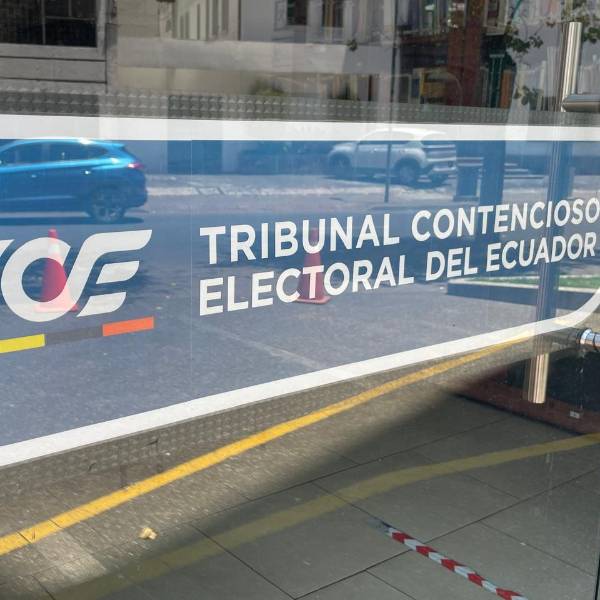 TRIBUNAL CONTENCIOSO
ELECTORAL DEL ECUADOR